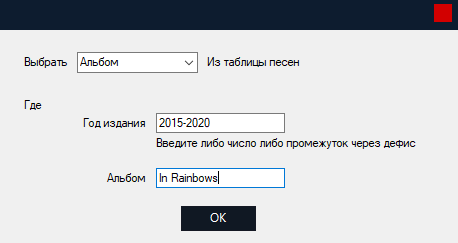 Выбрать Альбом Из таблицы песен
Где
Год издания 2015-2020
Введите либо число либо промежуток через дефис
Альбом In Rainbows
OK